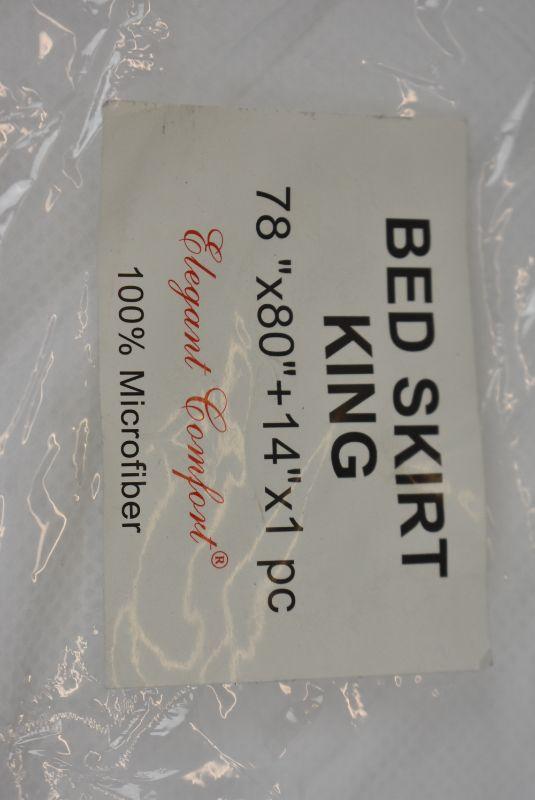 BED SKIRT
KING
78 "x80"+14"x1 pc
Elegant Comfort®
100% Microfiber